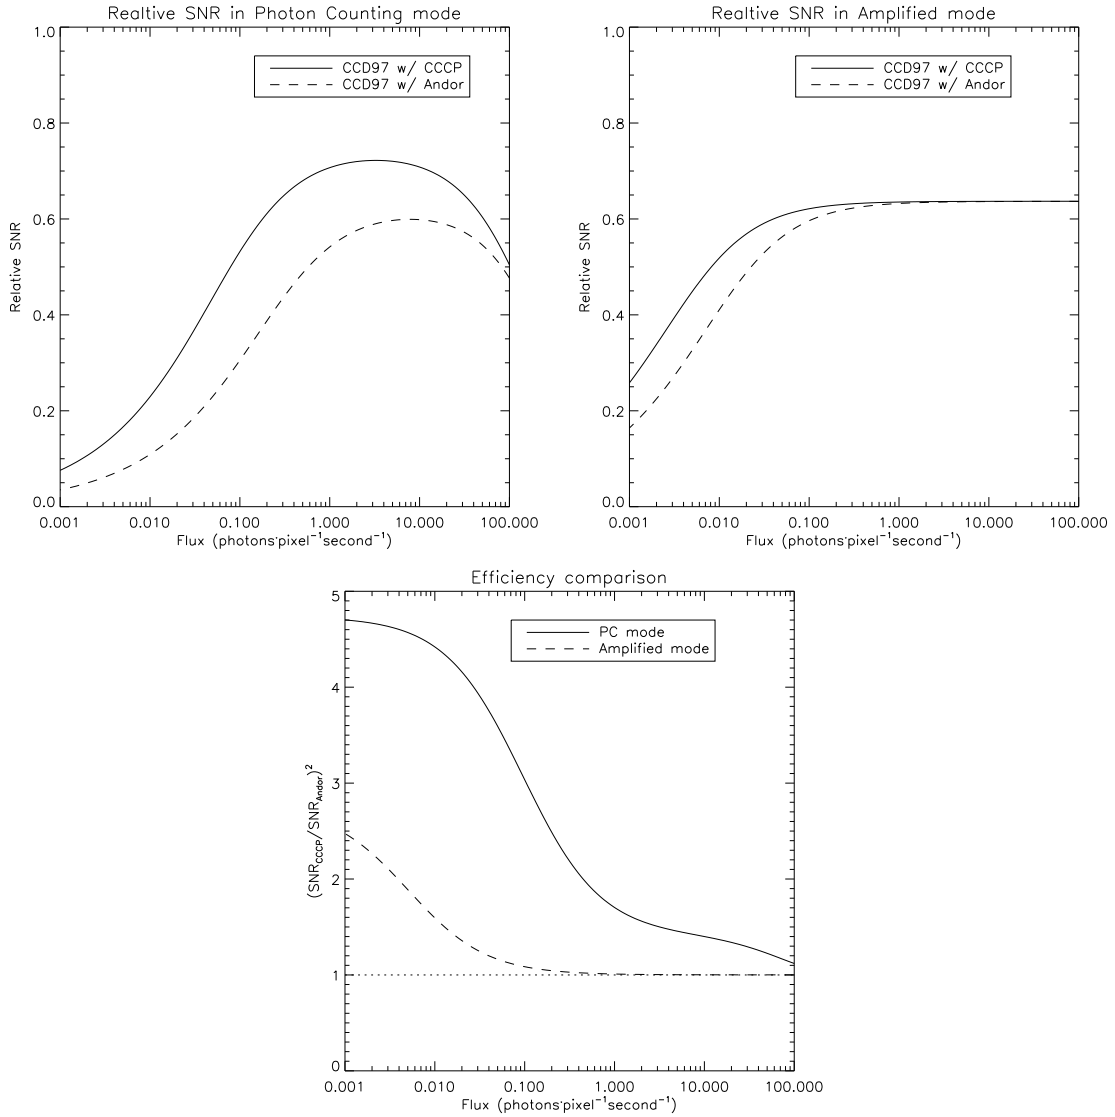 Realtive SNR in Photon Counting mode
1.0
0.8
0.6
0.4
0.2
0.0
Relative SNR
CCD97 w/ CCCP
CCD97 w/ Andor
0.001 0.010 0.100 1.000 10.000 100.000
Flux (photons·pixel⁻¹second⁻¹)
Realtive SNR in Amplified mode
1.0
0.8
0.6
0.4
0.2
0.0
Relative SNR
CCD97 w/ CCCP
CCD97 w/ Andor
0.001 0.010 0.100 1.000 10.000 100.000
Flux (photons·pixel⁻¹second⁻¹)
Efficiency comparison
5
4
3
2
1
0
(SNR_CCCP/SNR_Andor)²
PC mode
Amplified mode
0.001 0.010 0.100 1.000 10.000 100.000
Flux (photons·pixel⁻¹second⁻¹)